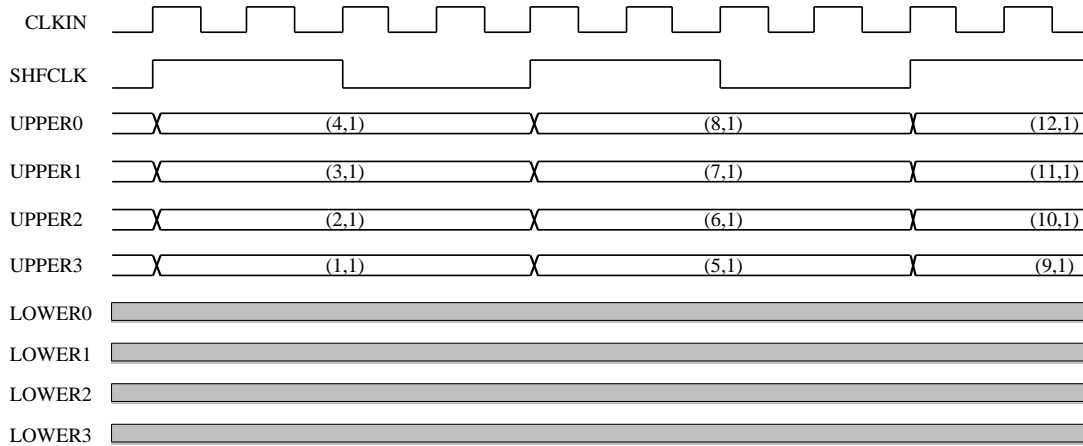 CLKIN
SHFCLK
UPPER0 (4,1) (8,1) (12,1)
UPPER1 (3,1) (7,1) (11,1)
UPPER2 (2,1) (6,1) (10,1)
UPPER3 (1,1) (5,1) (9,1)
LOWER0
LOWER1
LOWER2
LOWER3